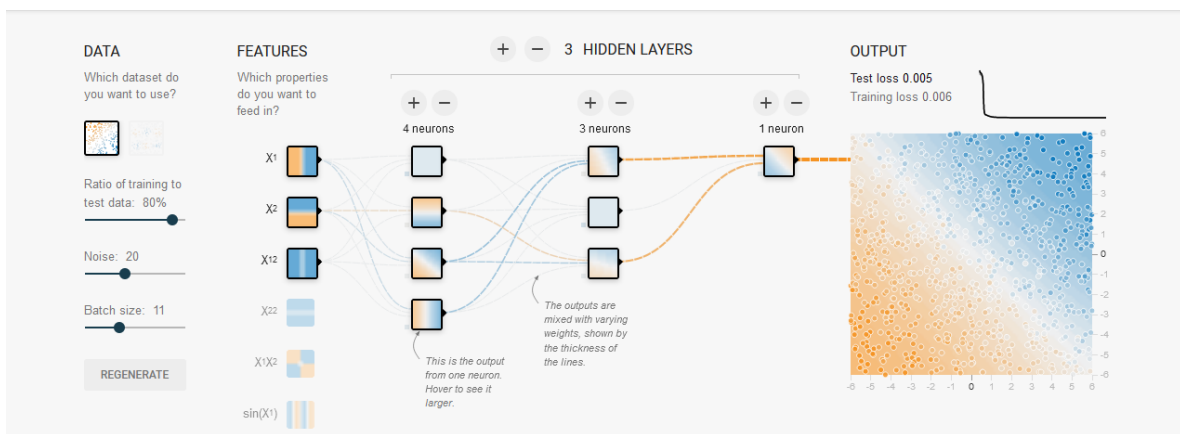 DATA
Which dataset do
you want to use?
Ratio of training to
test data: 80%
Noise: 20
Batch size: 11
REGENERATE
FEATURES
Which properties
do you want to
feed in?
X1
X2
X12
X22
X1X2
sin(X1)
+ − 3 HIDDEN LAYERS
+ −
4 neurons
+ −
3 neurons
+ −
1 neuron
This is the output
from one neuron.
Hover to see it
larger.
The outputs are
mixed with varying
weights, shown by
the thickness of
the lines.
OUTPUT
Test loss 0.005
Training loss 0.006
6
5
4
3
2
1
0
-1
-2
-3
-4
-5
-6
-6 -5 -4 -3 -2 -1 0 1 2 3 4 5 6